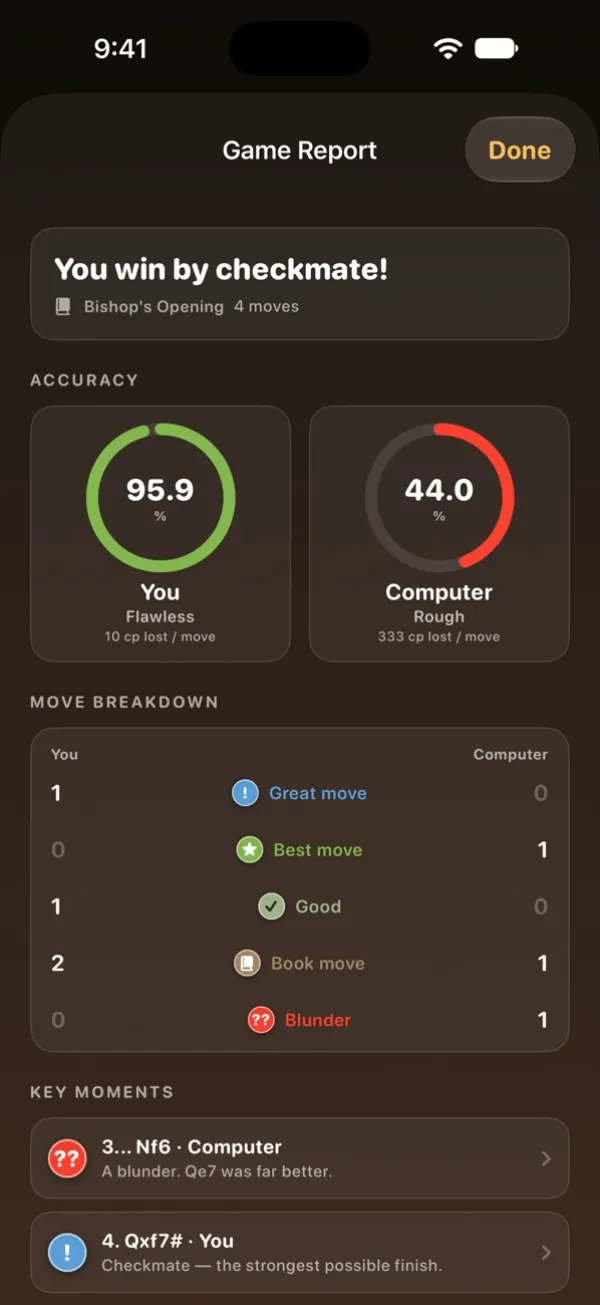 9:41
Game Report
Done
You win by checkmate!
Bishop's Opening 4 moves
ACCURACY
95.9
%
You
Flawless
10 cp lost / move
44.0
%
Computer
Rough
333 cp lost / move
MOVE BREAKDOWN
You Computer
1 ! Great move 0
0 Best move 1
1 Good 0
2 Book move 1
0 ?? Blunder 1
KEY MOMENTS
?? 3... Nf6 · Computer
A blunder. Qe7 was far better.
! 4. Qxf7# · You
Checkmate — the strongest possible finish.